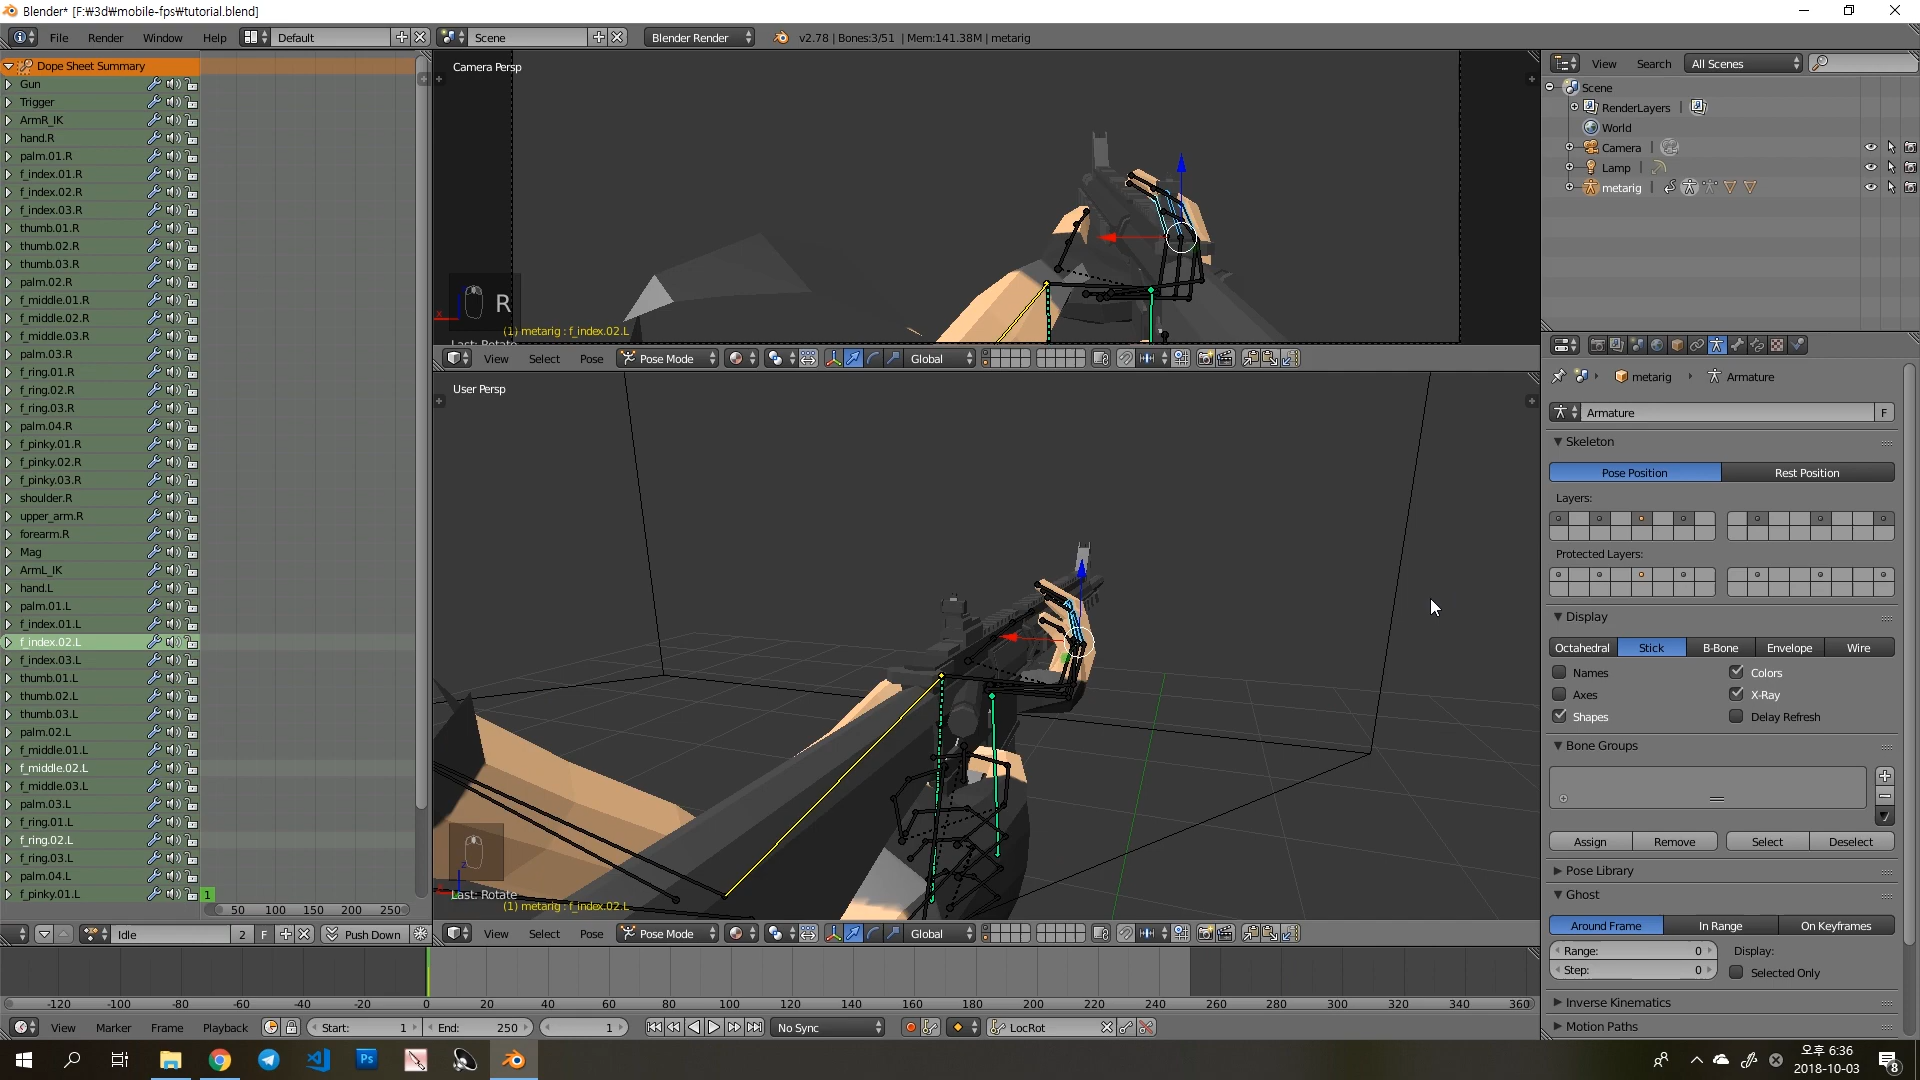 Blender* [F:₩3d₩mobile-fps₩tutorial.blend]
File Render Window Help Default Scene Blender Render v2.78 | Bones:3/51 | Mem:141.38M | metarig
Dope Sheet Summary
Gun
Trigger
ArmR_IK
hand.R
palm.01.R
f_index.01.R
f_index.02.R
f_index.03.R
thumb.01.R
thumb.02.R
thumb.03.R
palm.02.R
f_middle.01.R
f_middle.02.R
f_middle.03.R
palm.03.R
f_ring.01.R
f_ring.02.R
f_ring.03.R
palm.04.R
f_pinky.01.R
f_pinky.02.R
f_pinky.03.R
shoulder.R
upper_arm.R
forearm.R
Mag
ArmL_IK
hand.L
palm.01.L
f_index.01.L
f_index.02.L
f_index.03.L
thumb.01.L
thumb.02.L
thumb.03.L
palm.02.L
f_middle.01.L
f_middle.02.L
f_middle.03.L
palm.03.L
f_ring.01.L
f_ring.02.L
f_ring.03.L
palm.04.L
f_pinky.01.L
1
50 100 150 200 250
Idle 2 F Push Down
Camera Persp
R
(1) metarig : f_index.02.L
Last: Rotate
View Select Pose Pose Mode Global
User Persp
Last: Rotate
(1) metarig : f_index.02.L
View Select Pose Pose Mode Global
View Search All Scenes
Scene
RenderLayers |
World
Camera |
Lamp |
metarig |
metarig Armature
Armature F
Skeleton
Pose Position Rest Position
Layers:
Protected Layers:
Display
Octahedral Stick B-Bone Envelope Wire
Names Colors
Axes X-Ray
Shapes Delay Refresh
Bone Groups
Assign Remove Select Deselect
Pose Library
Ghost
Around Frame In Range On Keyframes
Range: 0 Display:
Step: 0 Selected Only
Inverse Kinematics
Motion Paths
-120 -100 -80 -60 -40 -20 0 20 40 60 80 100 120 140 160 180 200 220 240 260 280 300 320 340 360
View Marker Frame Playback Start: 1 End: 250 1 No Sync LocRot
Ps
오후 6:36
2018-10-03
8